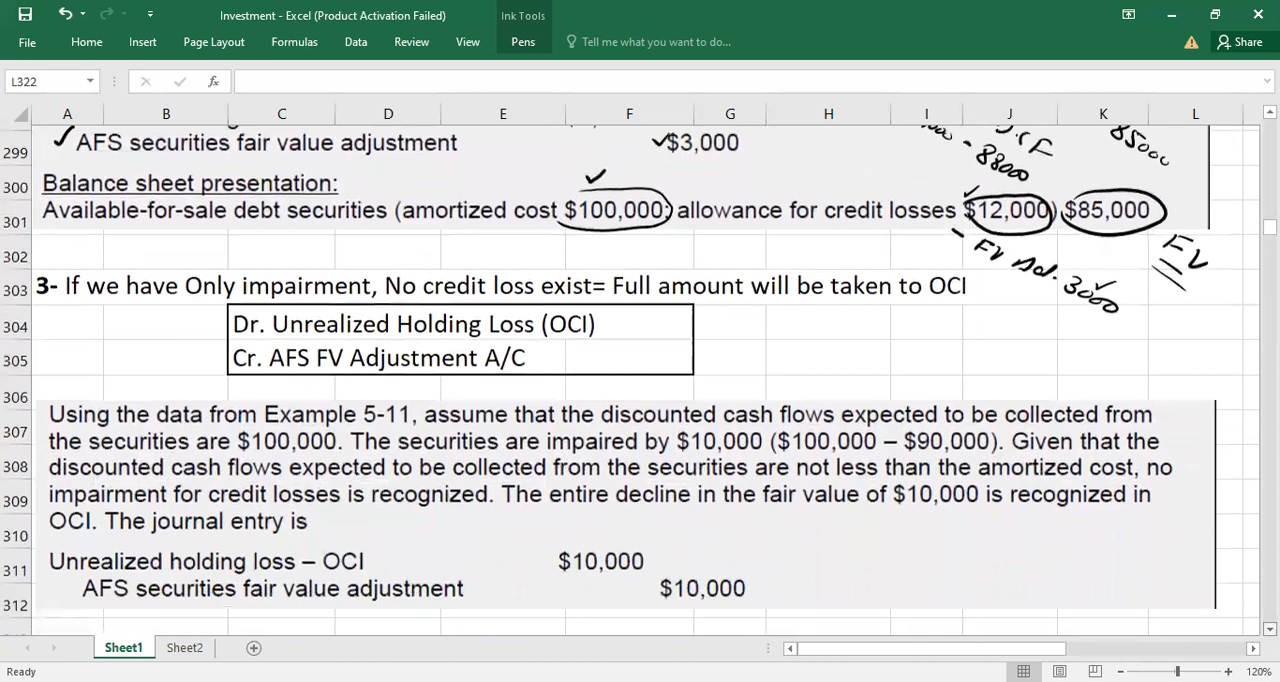 Investment - Excel (Product Activation Failed)
Ink Tools
File Home Insert Page Layout Formulas Data Review View Pens Tell me what you want to do... Share
L322
fx
A B C D E F G H I J K L
299 AFS securities fair value adjustment $3,000
- 88000
85000
300 Balance sheet presentation:
301 Available-for-sale debt securities (amortized cost $100,000; allowance for credit losses $12,000) $85,000
302
- FV Ad. 3000
FV
303 3- If we have Only impairment, No credit loss exist= Full amount will be taken to OCI
304 Dr. Unrealized Holding Loss (OCI)
305 Cr. AFS FV Adjustment A/C
306
307 Using the data from Example 5-11, assume that the discounted cash flows expected to be collected from
308 the securities are $100,000. The securities are impaired by $10,000 ($100,000 – $90,000). Given that the
309 discounted cash flows expected to be collected from the securities are not less than the amortized cost, no
impairment for credit losses is recognized. The entire decline in the fair value of $10,000 is recognized in
310 OCI. The journal entry is
311 Unrealized holding loss – OCI $10,000
312 AFS securities fair value adjustment $10,000
Sheet1 Sheet2
Ready
120%